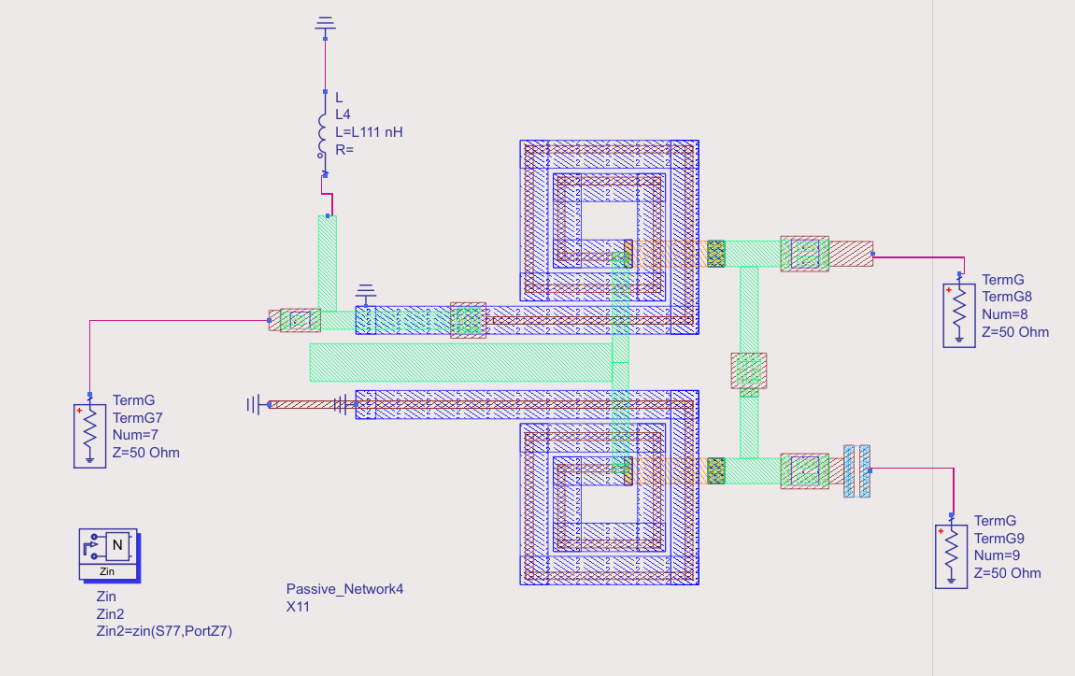 L
L4
L=L111 nH
R=
TermG
TermG8
Num=8
Z=50 Ohm
TermG
TermG7
Num=7
Z=50 Ohm
TermG
TermG9
Num=9
Z=50 Ohm
N
Zin
Zin
Zin2
Zin2=zin(S77,PortZ7)
Passive_Network4
X11